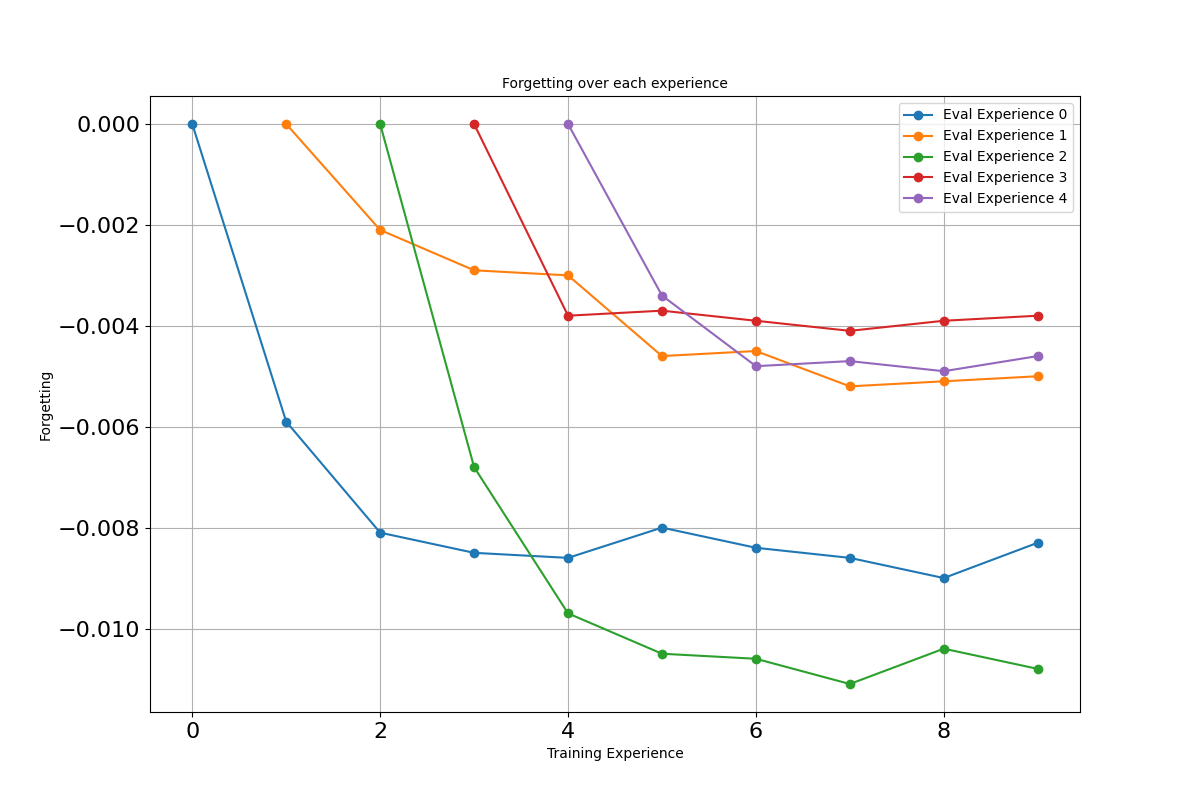 Forgetting over each experience
Eval Experience 0
Eval Experience 1
Eval Experience 2
Eval Experience 3
Eval Experience 4
0.000
−0.002
−0.004
−0.006
−0.008
−0.010
Forgetting
0 2 4 6 8
Training Experience